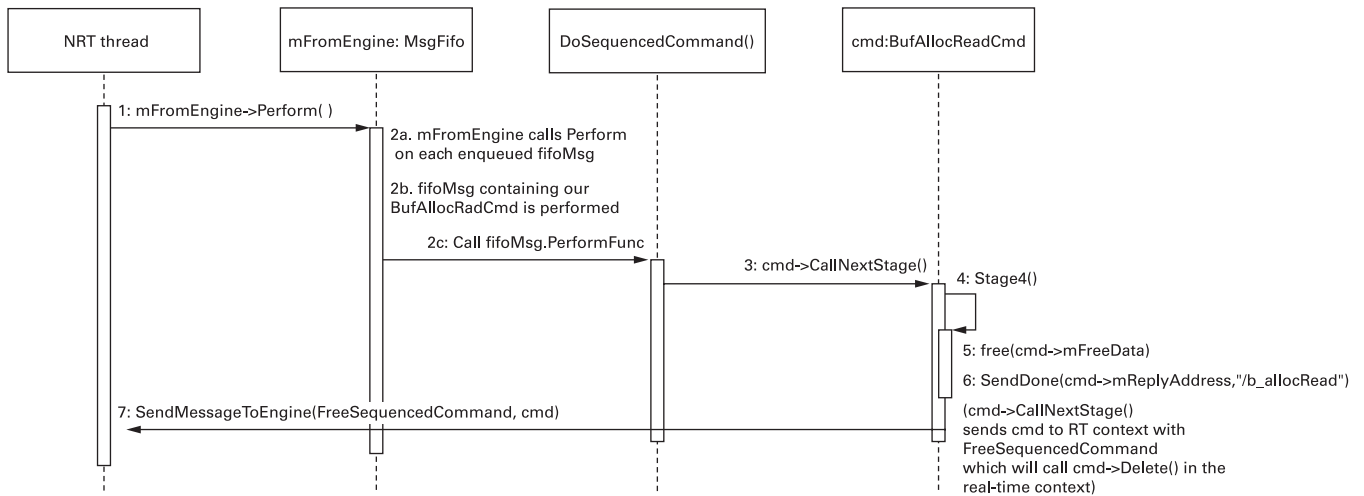 NRT thread
mFromEngine: MsgFifo
DoSequencedCommand()
cmd:BufAllocReadCmd
1: mFromEngine->Perform( )
2a. mFromEngine calls Perform
on each enqueued fifoMsg
2b. fifoMsg containing our
BufAllocRadCmd is performed
2c: Call fifoMsg.PerformFunc
3: cmd->CallNextStage()
4: Stage4()
5: free(cmd->mFreeData)
6: SendDone(cmd->mReplyAddress,"/b_allocRead")
7: SendMessageToEngine(FreeSequencedCommand, cmd)
(cmd->CallNextStage()
sends cmd to RT context with
FreeSequencedCommand
which will call cmd->Delete() in the
real-time context)